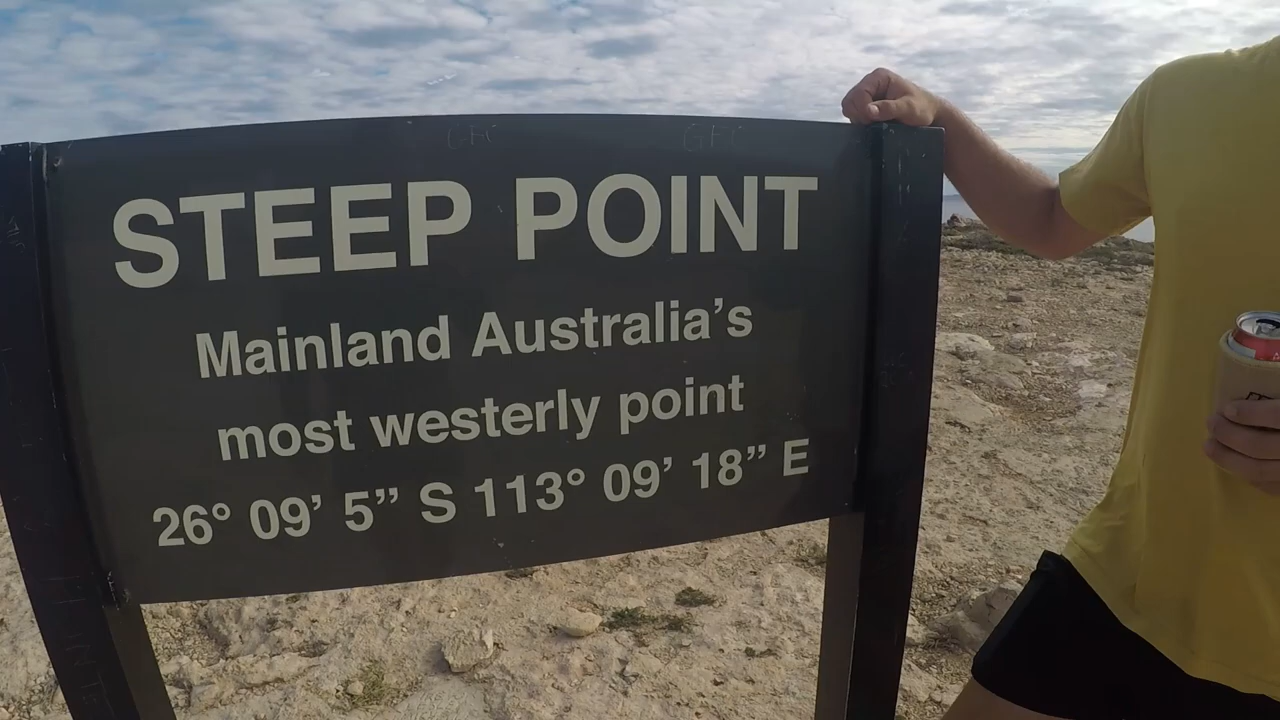 STEEP POINT
Mainland Australia’s
most westerly point
26° 09’ 5” S 113° 09’ 18” E